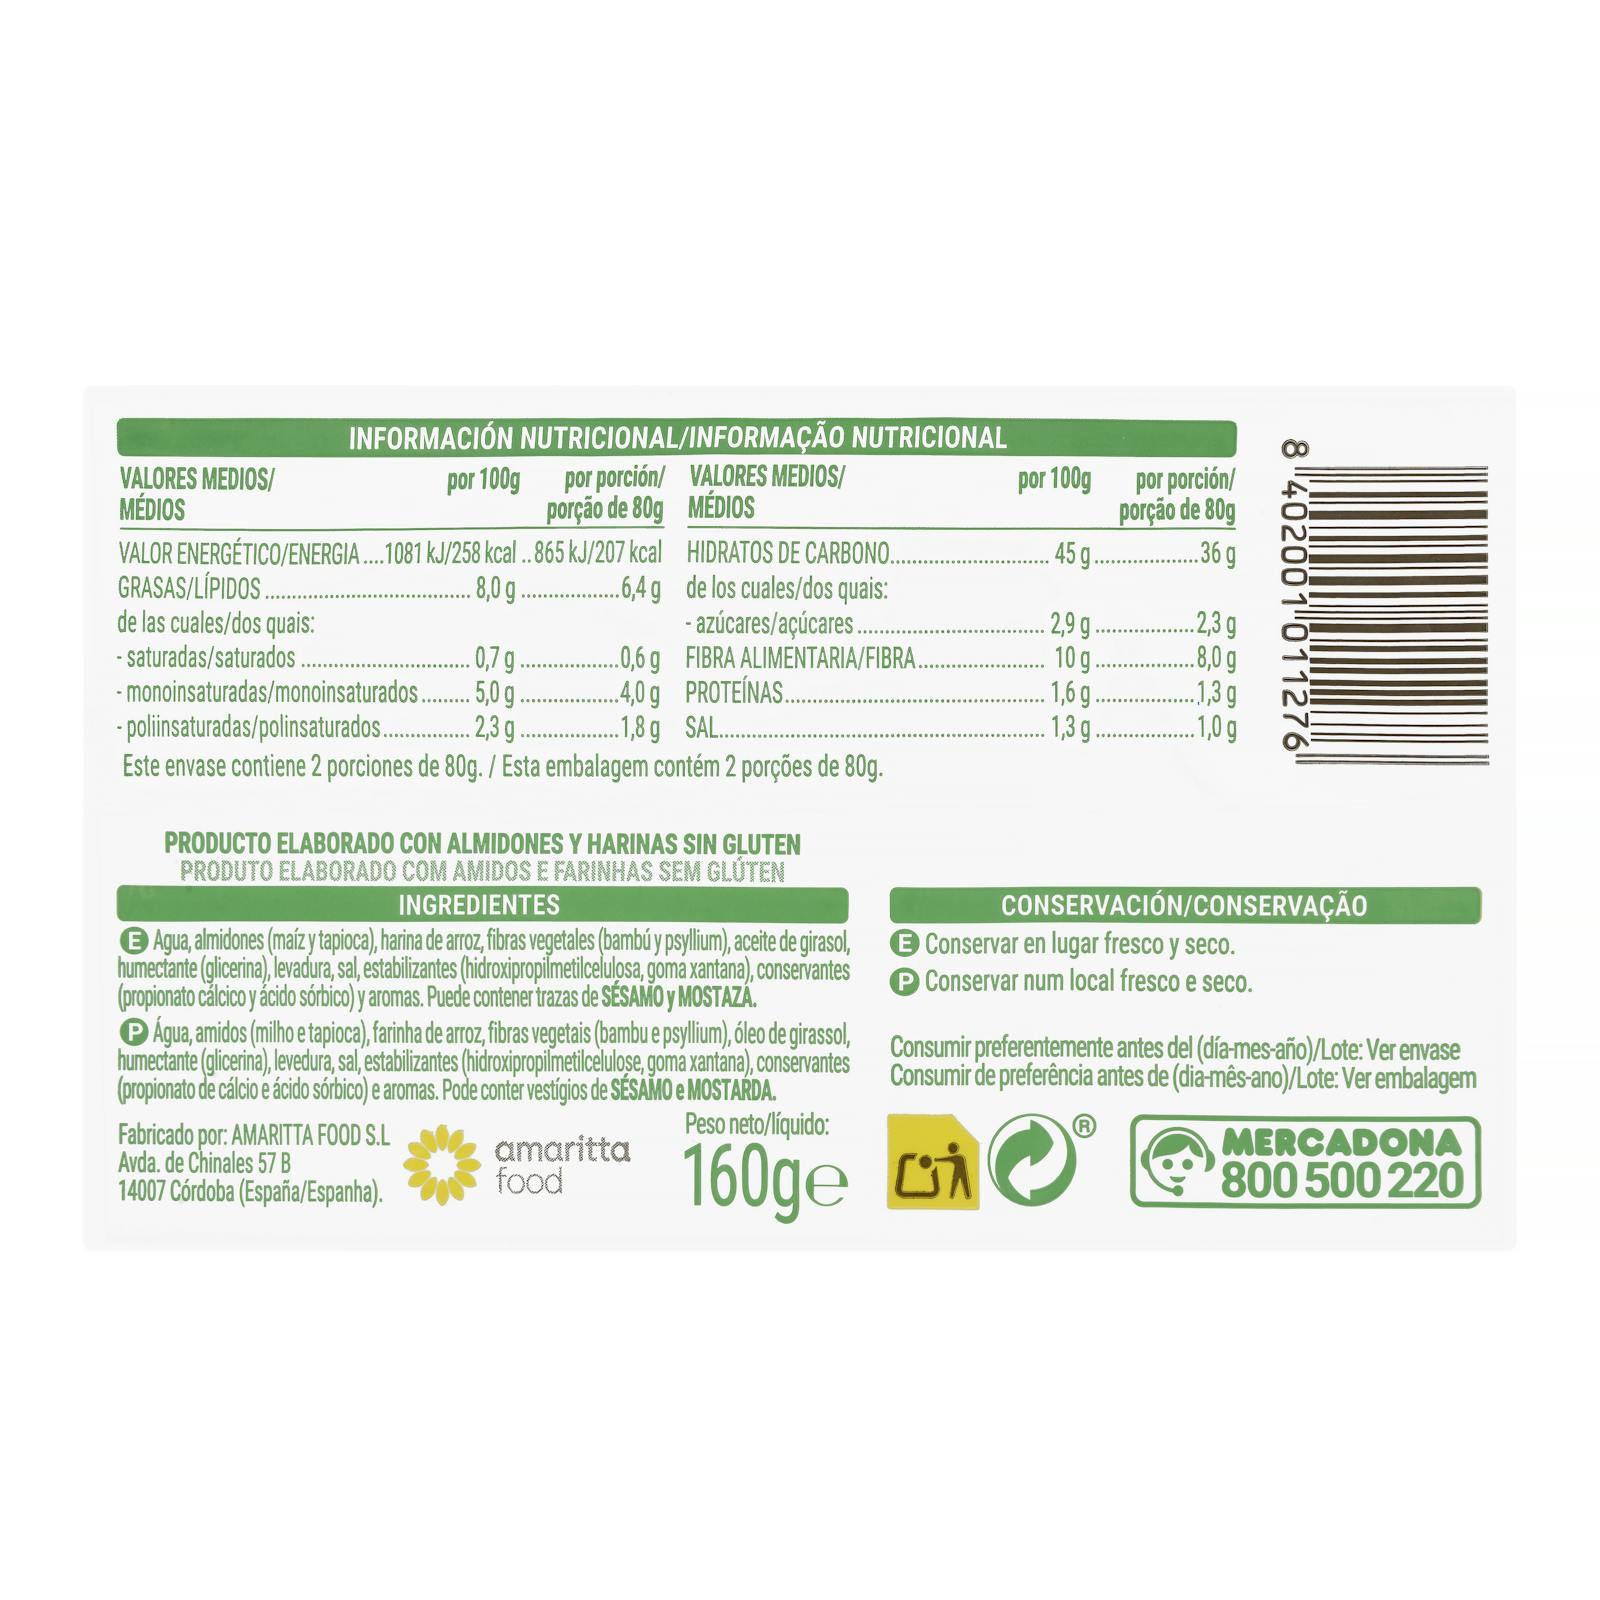 INFORMACIÓN NUTRICIONAL/INFORMAÇÃO NUTRICIONAL
VALORES MEDIOS/ por 100g por porción/
MÉDIOS porção de 80g
VALOR ENERGÉTICO/ENERGIA ....1081 kJ/258 kcal ..865 kJ/207 kcal
GRASAS/LÍPIDOS .......... 8,0 g ..........6,4 g
de las cuales/dos quais:
- saturadas/saturados .......... 0,7 g ..........0,6 g
- monoinsaturadas/monoinsaturados....... 5,0 g ..........4,0 g
- poliinsaturadas/polinsaturados.......... 2,3 g ..........1,8 g
VALORES MEDIOS/ por 100g por porción/
MÉDIOS porção de 80g
HIDRATOS DE CARBONO.......... 45 g ..........36 g
de los cuales/dos quais:
- azúcares/açúcares .......... 2,9 g ..........2,3 g
FIBRA ALIMENTARIA/FIBRA.......... 10 g ..........8,0 g
PROTEÍNAS.......... 1,6 g ..........1,3 g
SAL.......... 1,3 g ..........1,0 g
Este envase contiene 2 porciones de 80g. / Esta embalagem contém 2 porções de 80g.
8 402001 011276
PRODUCTO ELABORADO CON ALMIDONES Y HARINAS SIN GLUTEN
PRODUTO ELABORADO COM AMIDOS E FARINHAS SEM GLÚTEN
INGREDIENTES
E Agua, almidones (maíz y tapioca), harina de arroz, fibras vegetales (bambú y psyllium), aceite de girasol,
humectante (glicerina), levadura, sal, estabilizantes (hidroxipropilmetilcelulosa, goma xantana), conservantes
(propionato cálcico y ácido sórbico) y aromas. Puede contener trazas de SÉSAMO y MOSTAZA.
P Água, amidos (milho e tapioca), farinha de arroz, fibras vegetais (bambu e psyllium), óleo de girassol,
humectante (glicerina), levedura, sal, estabilizantes (hidroxipropilmetilcelulose, goma xantana), conservantes
(propionato de cálcio e ácido sórbico) e aromas. Pode conter vestígios de SÉSAMO e MOSTARDA.
Fabricado por: AMARITTA FOOD S.L
Avda. de Chinales 57 B
14007 Córdoba (España/Espanha).
amaritta
food
Peso neto/líquido:
160g e
CONSERVACIÓN/CONSERVAÇÃO
E Conservar en lugar fresco y seco.
P Conservar num local fresco e seco.
Consumir preferentemente antes del (día-mes-año)/Lote: Ver envase
Consumir de preferência antes de (dia-mês-ano)/Lote: Ver embalagem
®
MERCADONA
800 500 220